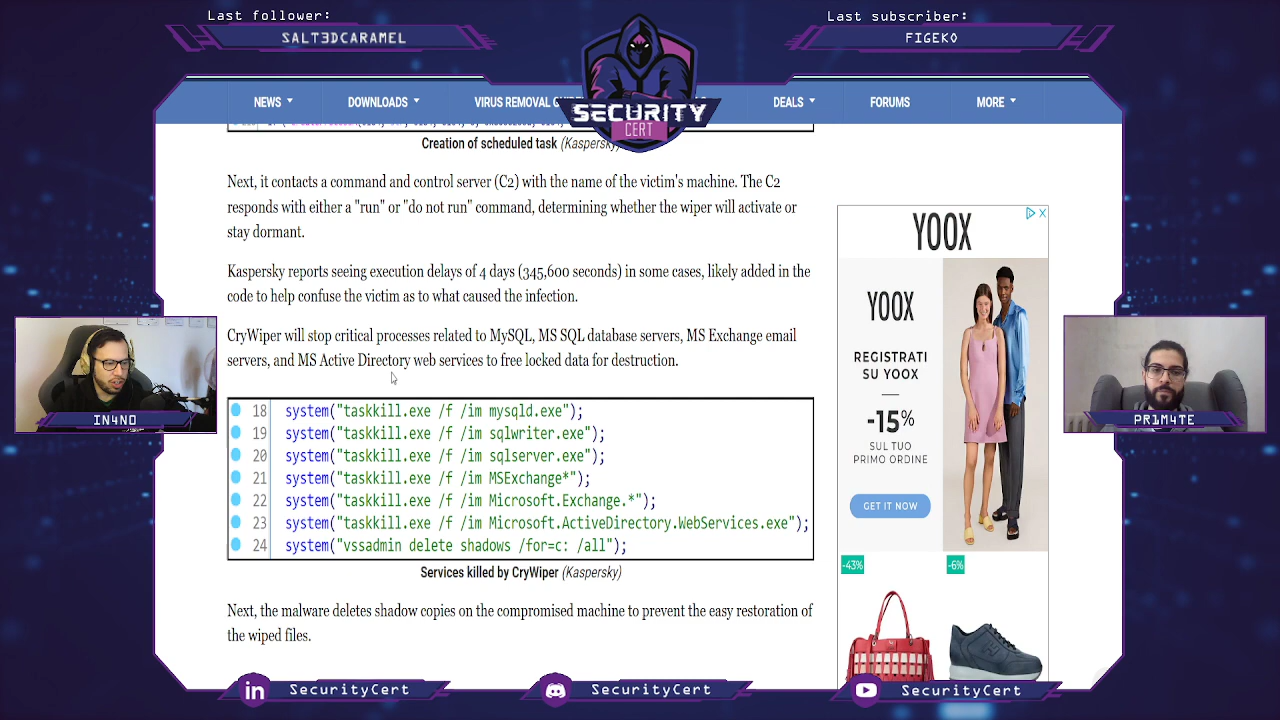 Last follower:
SALT3DCARAMEL
Last subscriber:
FIGEKO
SECURITY
CERT
NEWS
DOWNLOADS
VIRUS REMOVAL
DEALS
FORUMS
MORE
Creation of scheduled task (Kaspersky)
Next, it contacts a command and control server (C2) with the name of the victim's machine. The C2
responds with either a "run" or "do not run" command, determining whether the wiper will activate or
stay dormant.
Kaspersky reports seeing execution delays of 4 days (345,600 seconds) in some cases, likely added in the
code to help confuse the victim as to what caused the infection.
CryWiper will stop critical processes related to MySQL, MS SQL database servers, MS Exchange email
servers, and MS Active Directory web services to free locked data for destruction.
18 system("taskkill.exe /f /im mysqld.exe");
19 system("taskkill.exe /f /im sqlwriter.exe");
20 system("taskkill.exe /f /im sqlserver.exe");
21 system("taskkill.exe /f /im MSExchange*");
22 system("taskkill.exe /f /im Microsoft.Exchange.*");
23 system("taskkill.exe /f /im Microsoft.ActiveDirectory.WebServices.exe");
24 system("vssadmin delete shadows /for=c: /all");
Services killed by CryWiper (Kaspersky)
Next, the malware deletes shadow copies on the compromised machine to prevent the easy restoration of
the wiped files.
YOOX
YOOX
REGISTRATI
SU YOOX
-15%
SUL TUO
PRIMO ORDINE
GET IT NOW
-43%
-6%
IN4N0
PR1M4TE
in SecurityCert
SecurityCert
SecurityCert